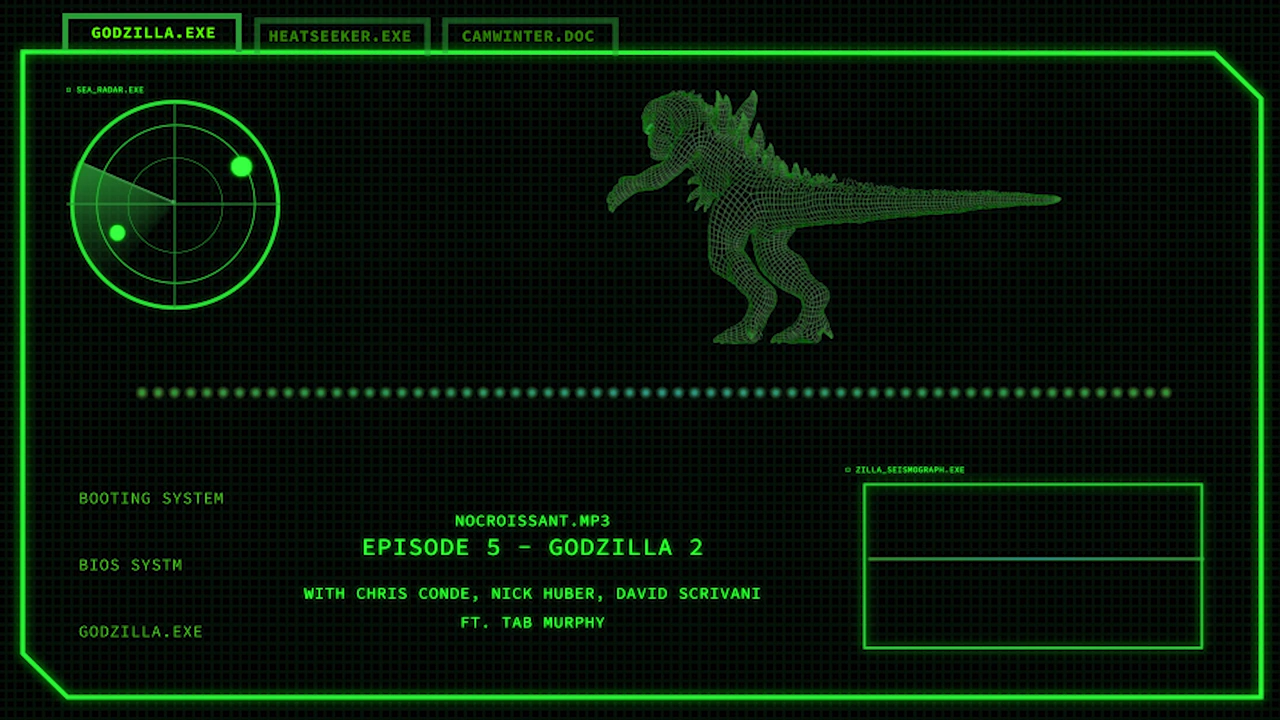 GODZILLA.EXE
HEATSEEKER.EXE
CAMWINTER.DOC
SEA_RADAR.EXE
ZILLA_SEISMOGRAPH.EXE
BOOTING SYSTEM
BIOS SYSTM
GODZILLA.EXE
NOCROISSANT.MP3
EPISODE 5 - GODZILLA 2
WITH CHRIS CONDE, NICK HUBER, DAVID SCRIVANI
FT. TAB MURPHY